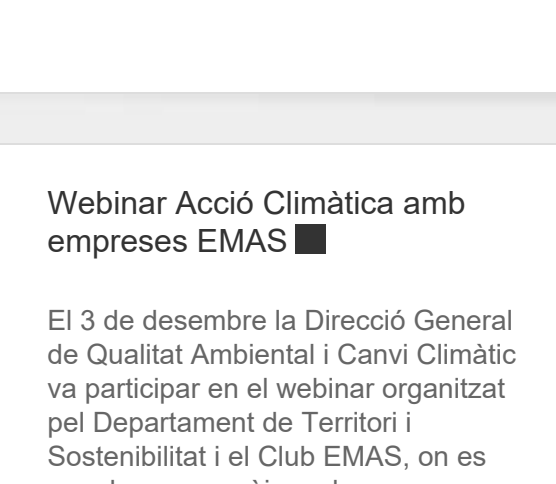 Webinar Acció Climàtica amb
empreses EMAS ■
El 3 de desembre la Direcció General
de Qualitat Ambiental i Canvi Climàtic
va participar en el webinar organitzat
pel Departament de Territori i
Sostenibilitat i el Club EMAS, on es